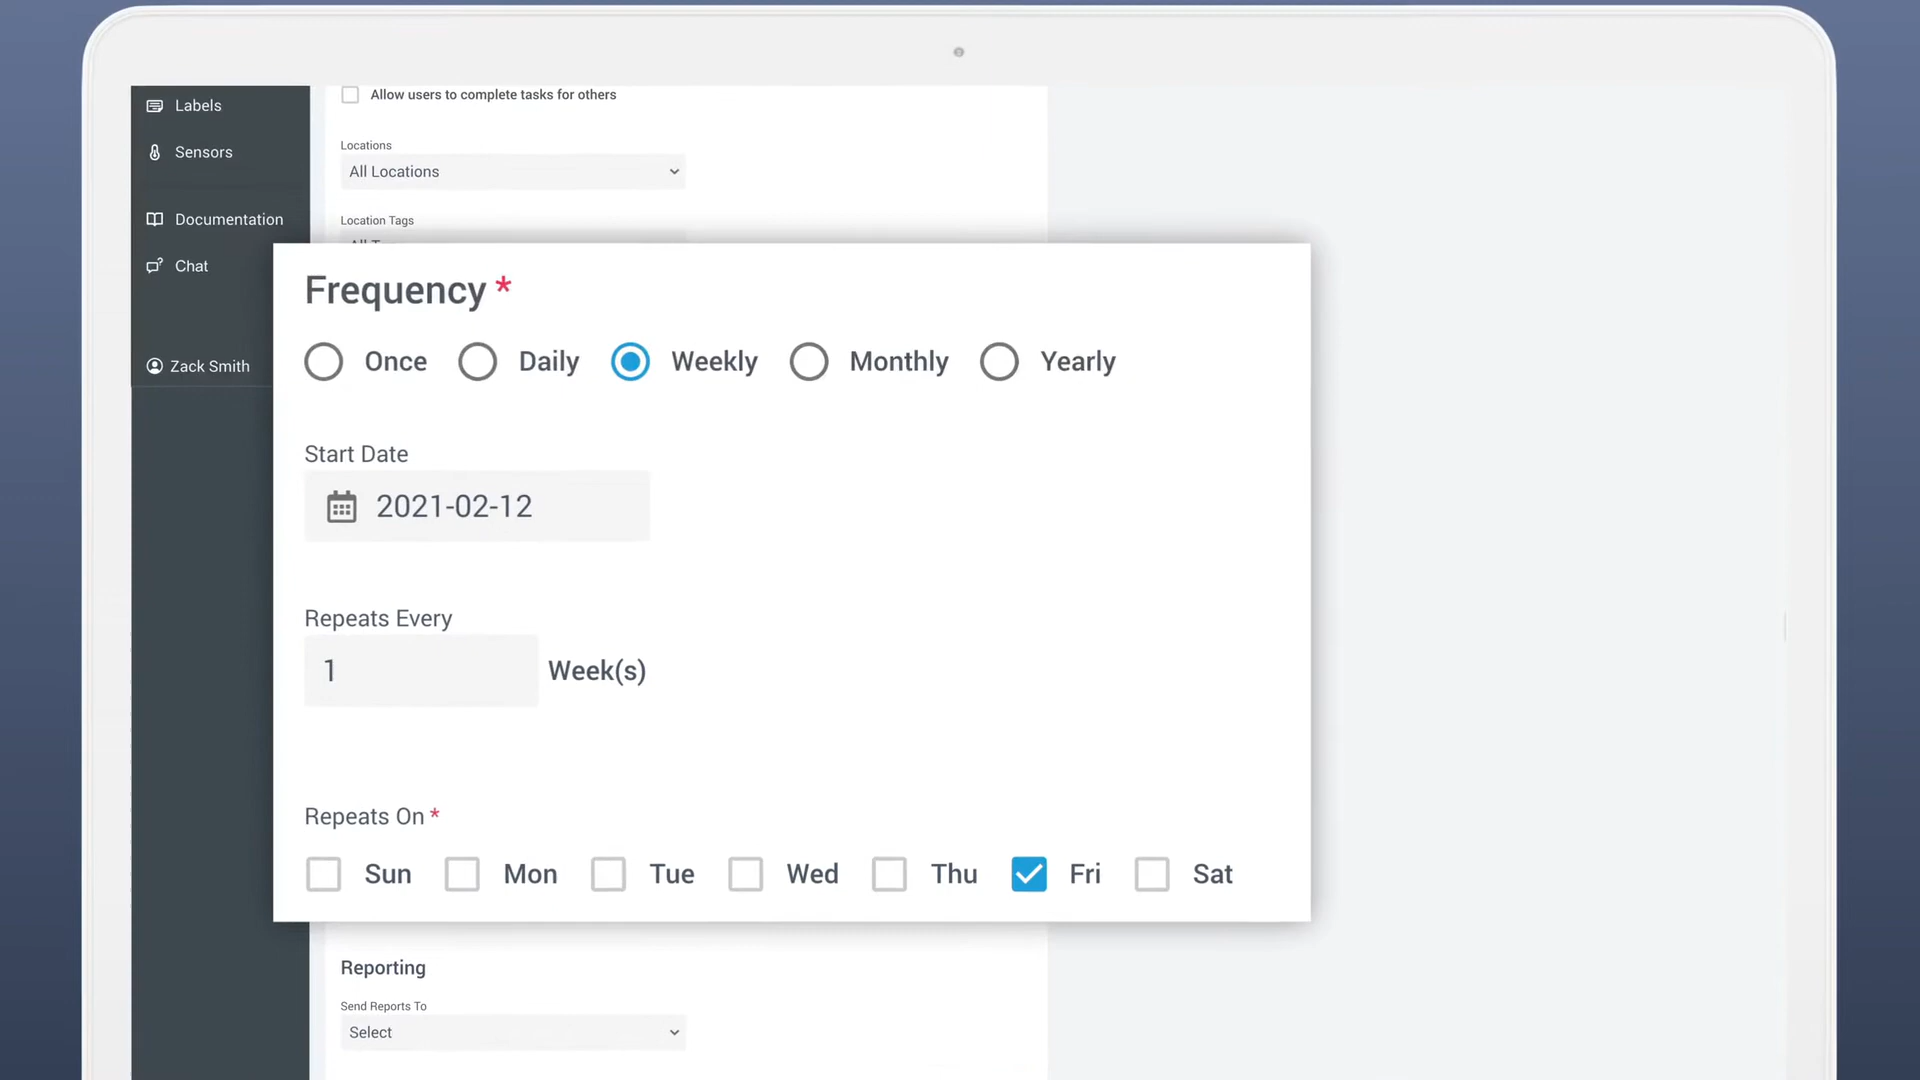 Labels
Sensors
Documentation
Chat
Zack Smith
Allow users to complete tasks for others
Locations
All Locations
Location Tags
Frequency *
Once Daily Weekly Monthly Yearly
Start Date
2021-02-12
Repeats Every
1 Week(s)
Repeats On *
Sun Mon Tue Wed Thu Fri Sat
Reporting
Send Reports To
Select